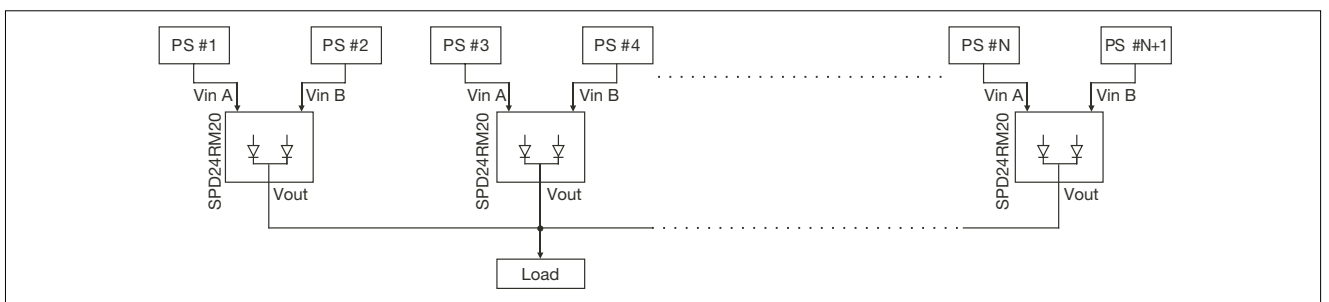 PS #1 PS #2 PS #3 PS #4 PS #N PS #N+1
Vin A Vin B Vin A Vin B Vin A Vin B
SPD24RM20 SPD24RM20 SPD24RM20
Vout Vout Vout
Load